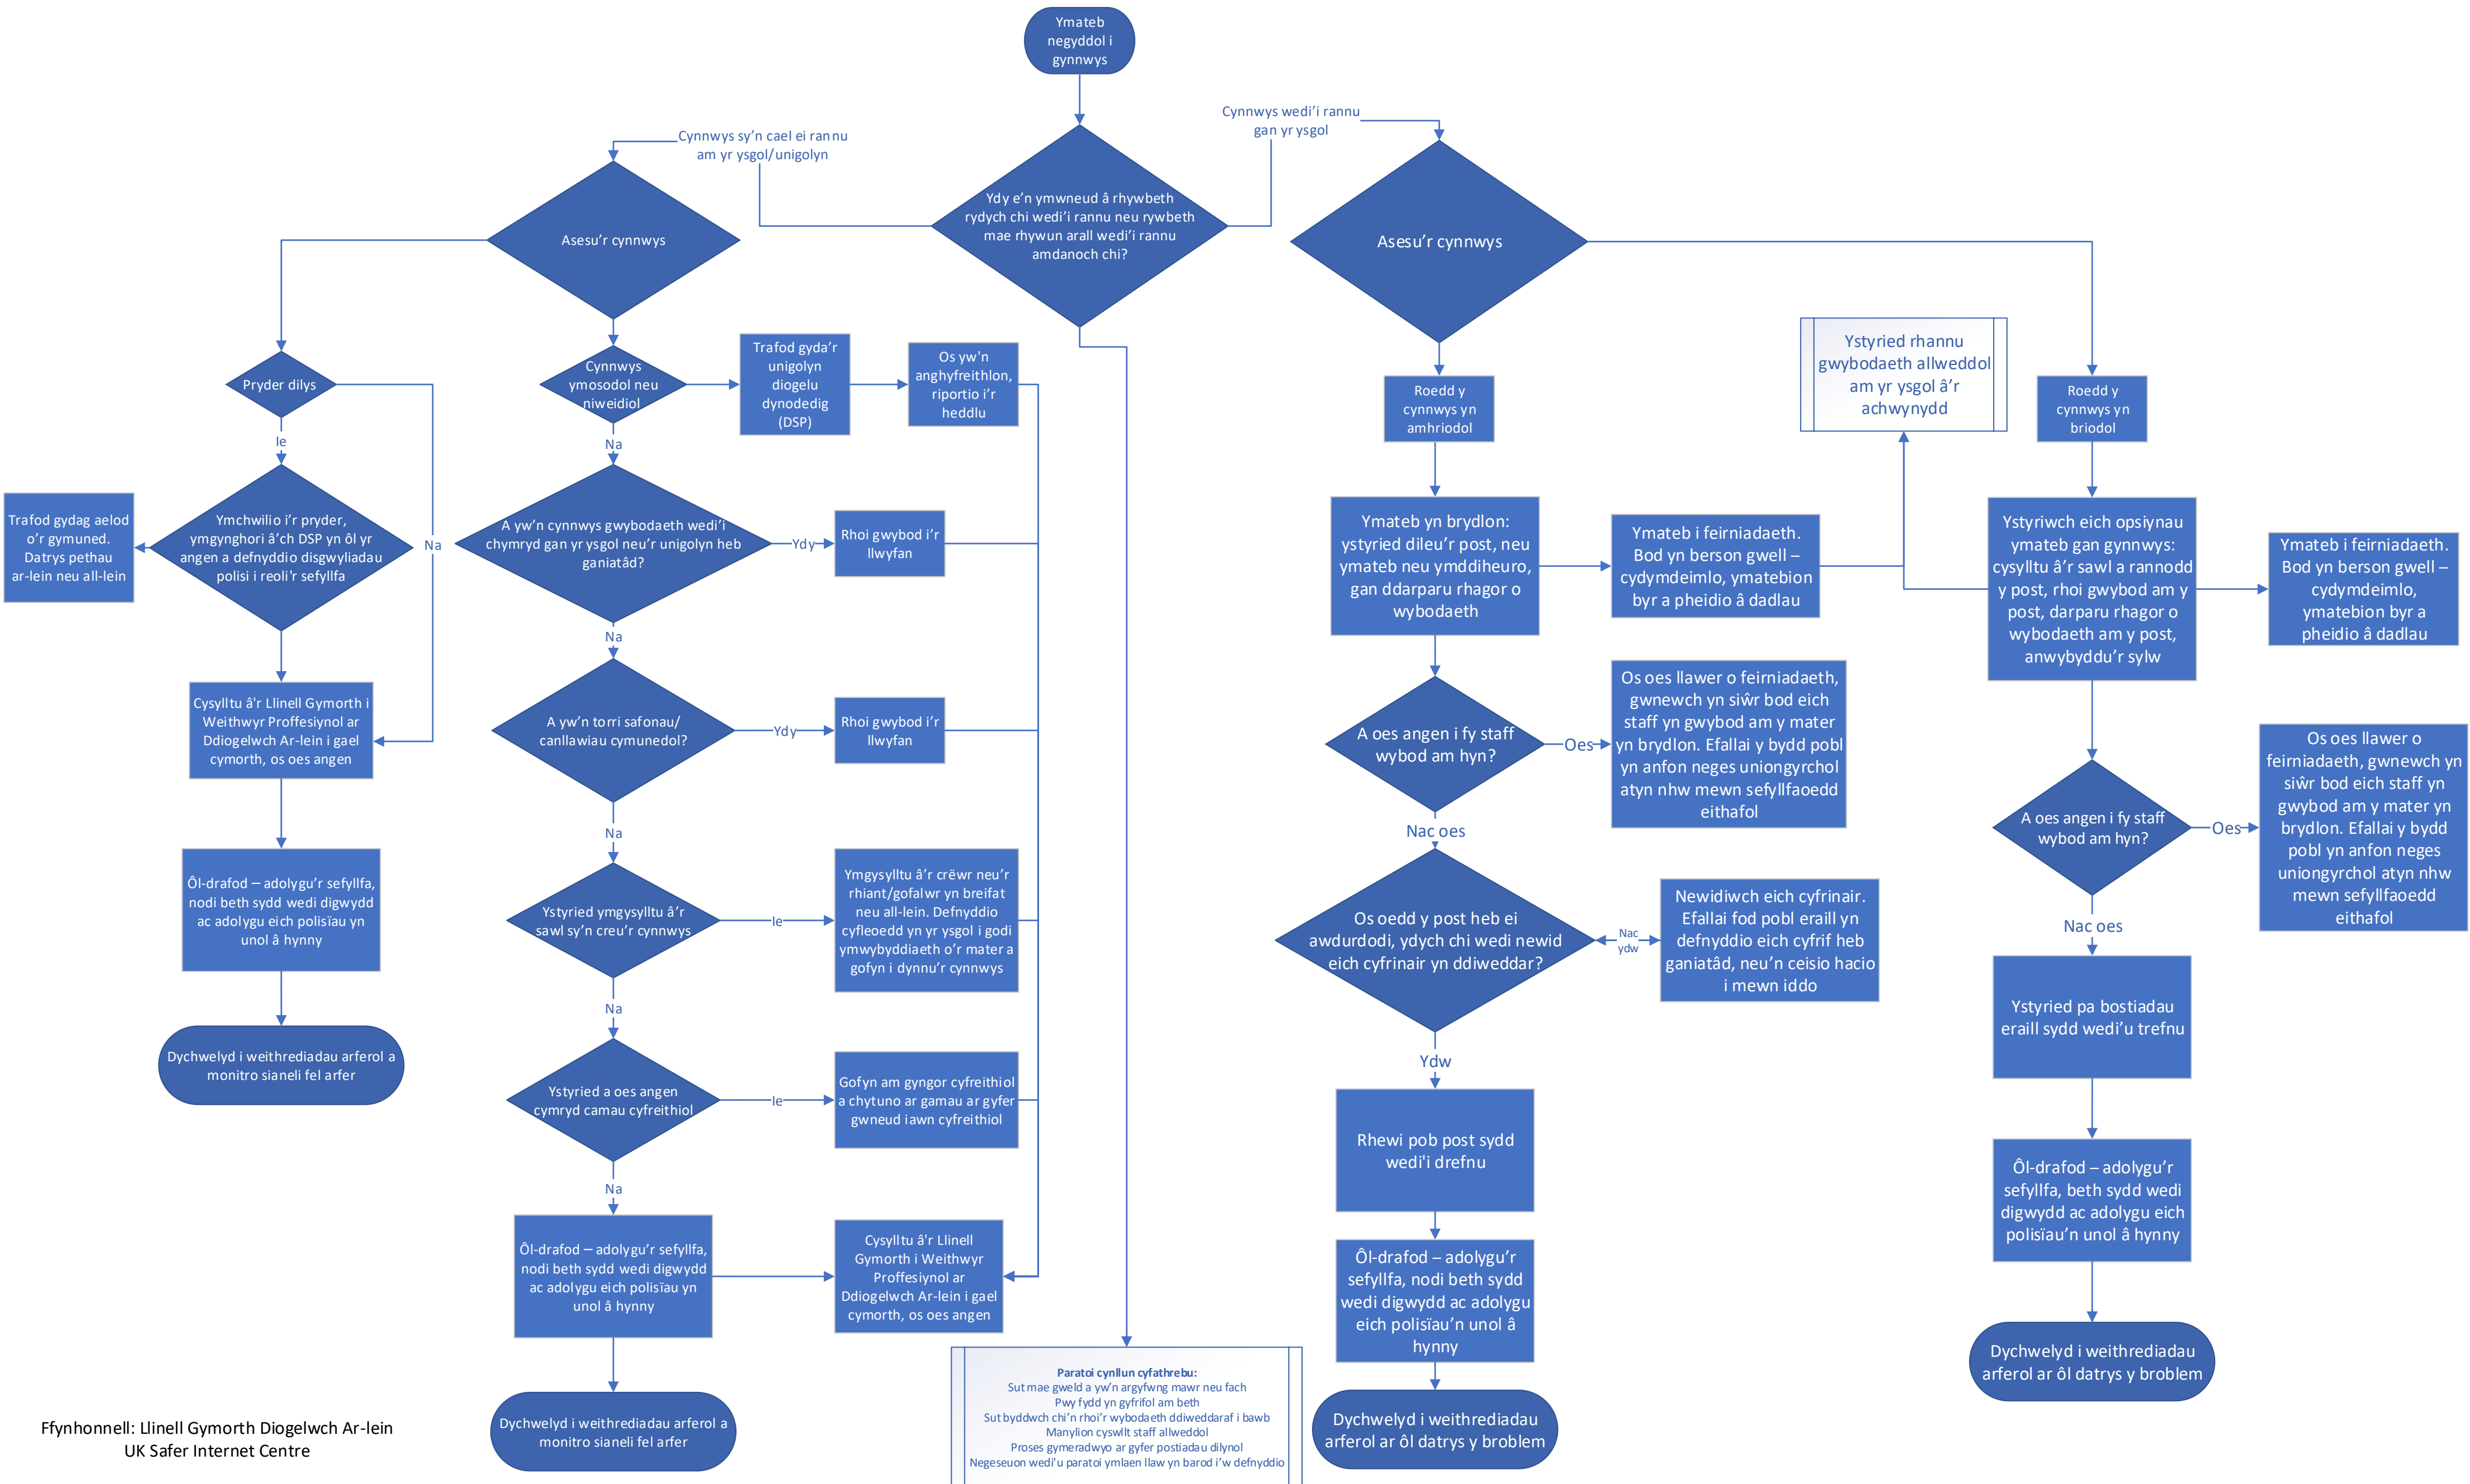 Ymateb
negyddol i
gynnwys
Cynnwys sy’n cael ei rannu
am yr ysgol/unigolyn
Cynnwys wedi’i rannu
gan yr ysgol
Ydy e’n ymwneud â rhywbeth
rydych chi wedi’i rannu neu rywbeth
mae rhywun arall wedi’i rannu
amdanoch chi?
Asesu’r cynnwys
Pryder dilys
Ie
Na
Ymchwilio i’r pryder,
ymgynghori â’ch DSP yn ôl yr
angen a defnyddio disgwyliadau
polisi i reoli'r sefyllfa
Trafod gydag aelod
o’r gymuned.
Datrys pethau
ar-lein neu all-lein
Cysylltu â'r Llinell Gymorth i
Weithwyr Proffesiynol ar
Ddiogelwch Ar-lein i gael
cymorth, os oes angen
Ôl-drafod – adolygu’r sefyllfa,
nodi beth sydd wedi digwydd
ac adolygu eich polisïau yn
unol â hynny
Dychwelyd i weithrediadau arferol a
monitro sianeli fel arfer
Cynnwys
ymosodol neu
niweidiol
Trafod gyda’r
unigolyn
diogelu
dynodedig
(DSP)
Os yw'n
anghyfreithlon,
riportio i’r
heddlu
Na
A yw’n cynnwys gwybodaeth wedi’i
chymryd gan yr ysgol neu’r unigolyn heb
ganiatâd?
Ydy
Rhoi gwybod i’r
llwyfan
Na
A yw’n torri safonau/
canllawiau cymunedol?
Ydy
Rhoi gwybod i’r
llwyfan
Na
Ystyried ymgysylltu â’r
sawl sy’n creu’r cynnwys
Ie
Ymgysylltu â’r crëwr neu’r
rhiant/gofalwr yn breifat
neu all-lein. Defnyddio
cyfleoedd yn yr ysgol i godi
ymwybyddiaeth o’r mater a
gofyn i dynnu’r cynnwys
Na
Ystyried a oes angen
cymryd camau cyfreithiol
Ie
Gofyn am gyngor cyfreithiol
a chytuno ar gamau ar gyfer
gwneud iawn cyfreithiol
Na
Ôl-drafod – adolygu’r sefyllfa,
nodi beth sydd wedi digwydd
ac adolygu eich polisïau yn
unol â hynny
Cysylltu â'r Llinell
Gymorth i Weithwyr
Proffesiynol ar
Ddiogelwch Ar-lein i gael
cymorth, os oes angen
Dychwelyd i weithrediadau arferol a
monitro sianeli fel arfer
Paratoi cynllun cyfathrebu:
Sut mae gweld a yw’n argyfwng mawr neu fach
Pwy fydd yn gyfrifol am beth
Sut byddwch chi’n rhoi’r wybodaeth ddiweddaraf i bawb
Manylion cyswllt staff allweddol
Proses gymeradwyo ar gyfer postiadau dilynol
Negeseuon wedi'u paratoi ymlaen llaw yn barod i’w defnyddio
Asesu’r cynnwys
Roedd y
cynnwys yn
amhriodol
Ymateb yn brydlon:
ystyried dileu’r post, neu
ymateb neu ymddiheuro,
gan ddarparu rhagor o
wybodaeth
Ymateb i feirniadaeth.
Bod yn berson gwell –
cydymdeimlo, ymatebion
byr a pheidio â dadlau
Ystyried rhannu
gwybodaeth allweddol
am yr ysgol â’r
achwynydd
A oes angen i fy staff
wybod am hyn?
Oes
Os oes llawer o feirniadaeth,
gwnewch yn siŵr bod eich
staff yn gwybod am y mater
yn brydlon. Efallai y bydd pobl
yn anfon neges uniongyrchol
atyn nhw mewn sefyllfaoedd
eithafol
Nac oes
Os oedd y post heb ei
awdurdodi, ydych chi wedi newid
eich cyfrinair yn ddiweddar?
Nac
ydw
Newidiwch eich cyfrinair.
Efallai fod pobl eraill yn
defnyddio eich cyfrif heb
ganiatâd, neu’n ceisio hacio
i mewn iddo
Ydw
Rhewi pob post sydd
wedi'i drefnu
Ôl-drafod – adolygu’r
sefyllfa, nodi beth sydd
wedi digwydd ac adolygu
eich polisïau’n unol â
hynny
Dychwelyd i weithrediadau
arferol ar ôl datrys y broblem
Roedd y
cynnwys yn
briodol
Ystyriwch eich opsiynau
ymateb gan gynnwys:
cysylltu â’r sawl a rannodd
y post, rhoi gwybod am y
post, darparu rhagor o
wybodaeth am y post,
anwybyddu’r sylw
Ymateb i feirniadaeth.
Bod yn berson gwell –
cydymdeimlo,
ymatebion byr a
pheidio â dadlau
A oes angen i fy staff
wybod am hyn?
Oes
Os oes llawer o
feirniadaeth, gwnewch yn
siŵr bod eich staff yn
gwybod am y mater yn
brydlon. Efallai y bydd
pobl yn anfon neges
uniongyrchol atyn nhw
mewn sefyllfaoedd
eithafol
Nac oes
Ystyried pa bostiadau
eraill sydd wedi’u trefnu
Ôl-drafod – adolygu’r
sefyllfa, beth sydd wedi
digwydd ac adolygu eich
polisïau’n unol â hynny
Dychwelyd i weithrediadau
arferol ar ôl datrys y broblem
Ffynhonnell: Llinell Gymorth Diogelwch Ar-lein
UK Safer Internet Centre